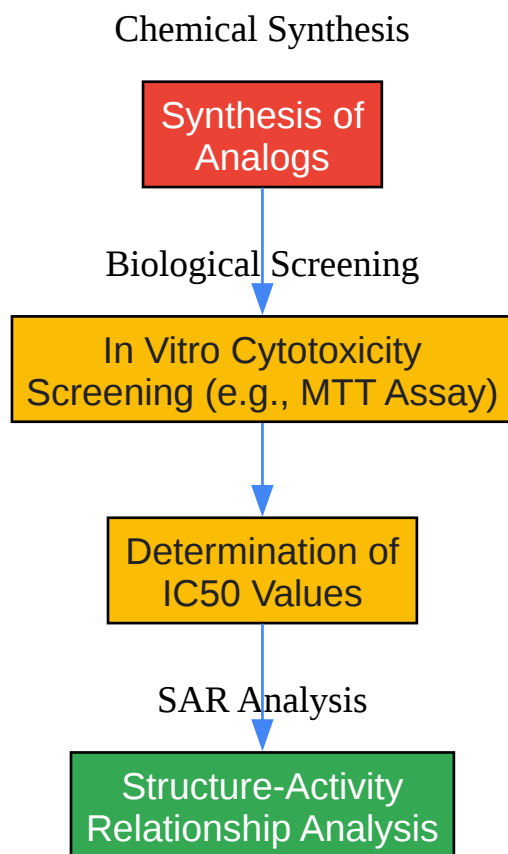 Chemical Synthesis
Synthesis of
Analogs
Biological Screening
In Vitro Cytotoxicity
Screening (e.g., MTT Assay)
Determination of
IC50 Values
SAR Analysis
Structure-Activity
Relationship Analysis